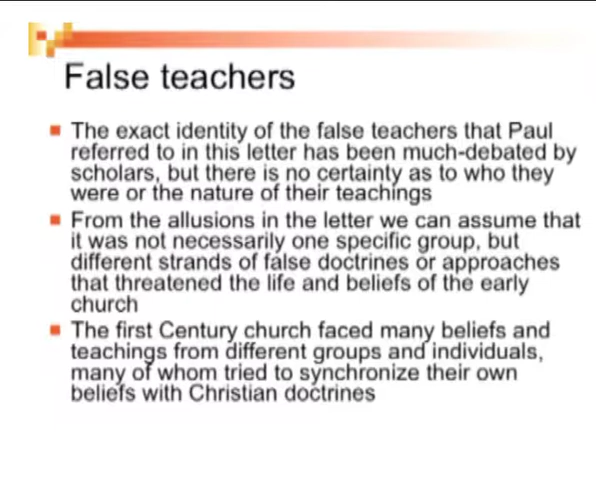 False teachers
The exact identity of the false teachers that Paul
referred to in this letter has been much-debated by
scholars, but there is no certainty as to who they
were or the nature of their teachings
From the allusions in the letter we can assume that
it was not necessarily one specific group, but
different strands of false doctrines or approaches
that threatened the life and beliefs of the early
church
The first Century church faced many beliefs and
teachings from different groups and individuals,
many of whom tried to synchronize their own
beliefs with Christian doctrines